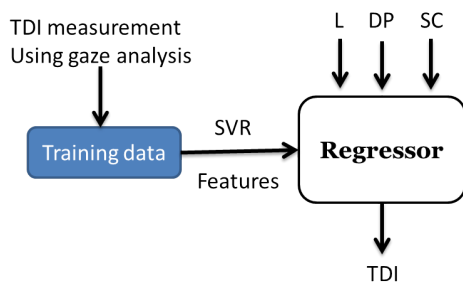 TDI measurement
Using gaze analysis
L DP SC
Training data
SVR
Features
Regressor
TDI